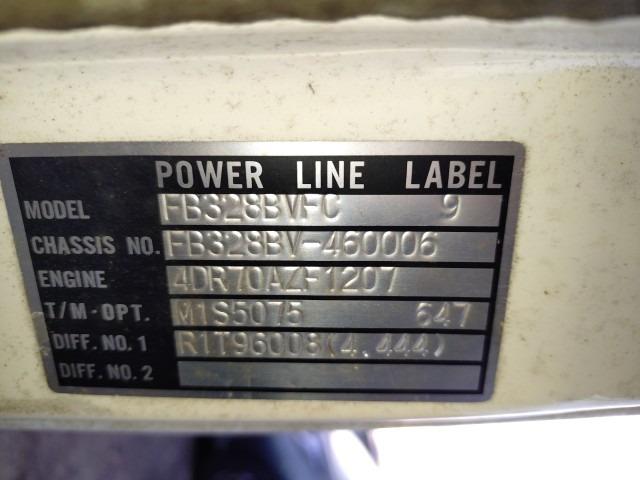 POWER LINE LABEL
MODEL FB328BVFC 9
CHASSIS NO. FB328BV-460006
ENGINE 4DR70AZF1207
T/M-OPT. M1S5075 647
DIFF. NO. 1 R1T96008(4.444)
DIFF. NO. 2